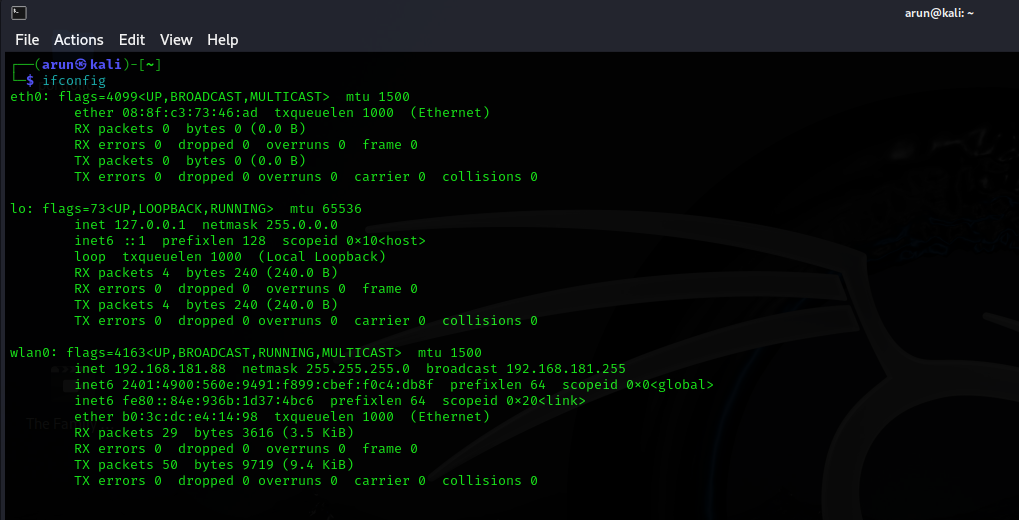 arun@kali: ~
File Actions Edit View Help
┌──(arun㉿kali)-[~]
└─$ ifconfig
eth0: flags=4099<UP,BROADCAST,MULTICAST>  mtu 1500
        ether 08:8f:c3:73:46:ad  txqueuelen 1000  (Ethernet)
        RX packets 0  bytes 0 (0.0 B)
        RX errors 0  dropped 0  overruns 0  frame 0
        TX packets 0  bytes 0 (0.0 B)
        TX errors 0  dropped 0 overruns 0  carrier 0  collisions 0

lo: flags=73<UP,LOOPBACK,RUNNING>  mtu 65536
        inet 127.0.0.1  netmask 255.0.0.0
        inet6 ::1  prefixlen 128  scopeid 0×10<host>
        loop  txqueuelen 1000  (Local Loopback)
        RX packets 4  bytes 240 (240.0 B)
        RX errors 0  dropped 0  overruns 0  frame 0
        TX packets 4  bytes 240 (240.0 B)
        TX errors 0  dropped 0 overruns 0  carrier 0  collisions 0

wlan0: flags=4163<UP,BROADCAST,RUNNING,MULTICAST>  mtu 1500
        inet 192.168.181.88  netmask 255.255.255.0  broadcast 192.168.181.255
        inet6 2401:4900:560e:9491:f899:cbef:f0c4:db8f  prefixlen 64  scopeid 0×0<global>
        inet6 fe80::84e:936b:1d37:4bc6  prefixlen 64  scopeid 0×20<link>
        ether b0:3c:dc:e4:14:98  txqueuelen 1000  (Ethernet)
        RX packets 29  bytes 3616 (3.5 KiB)
        RX errors 0  dropped 0  overruns 0  frame 0
        TX packets 50  bytes 9719 (9.4 KiB)
        TX errors 0  dropped 0 overruns 0  carrier 0  collisions 0